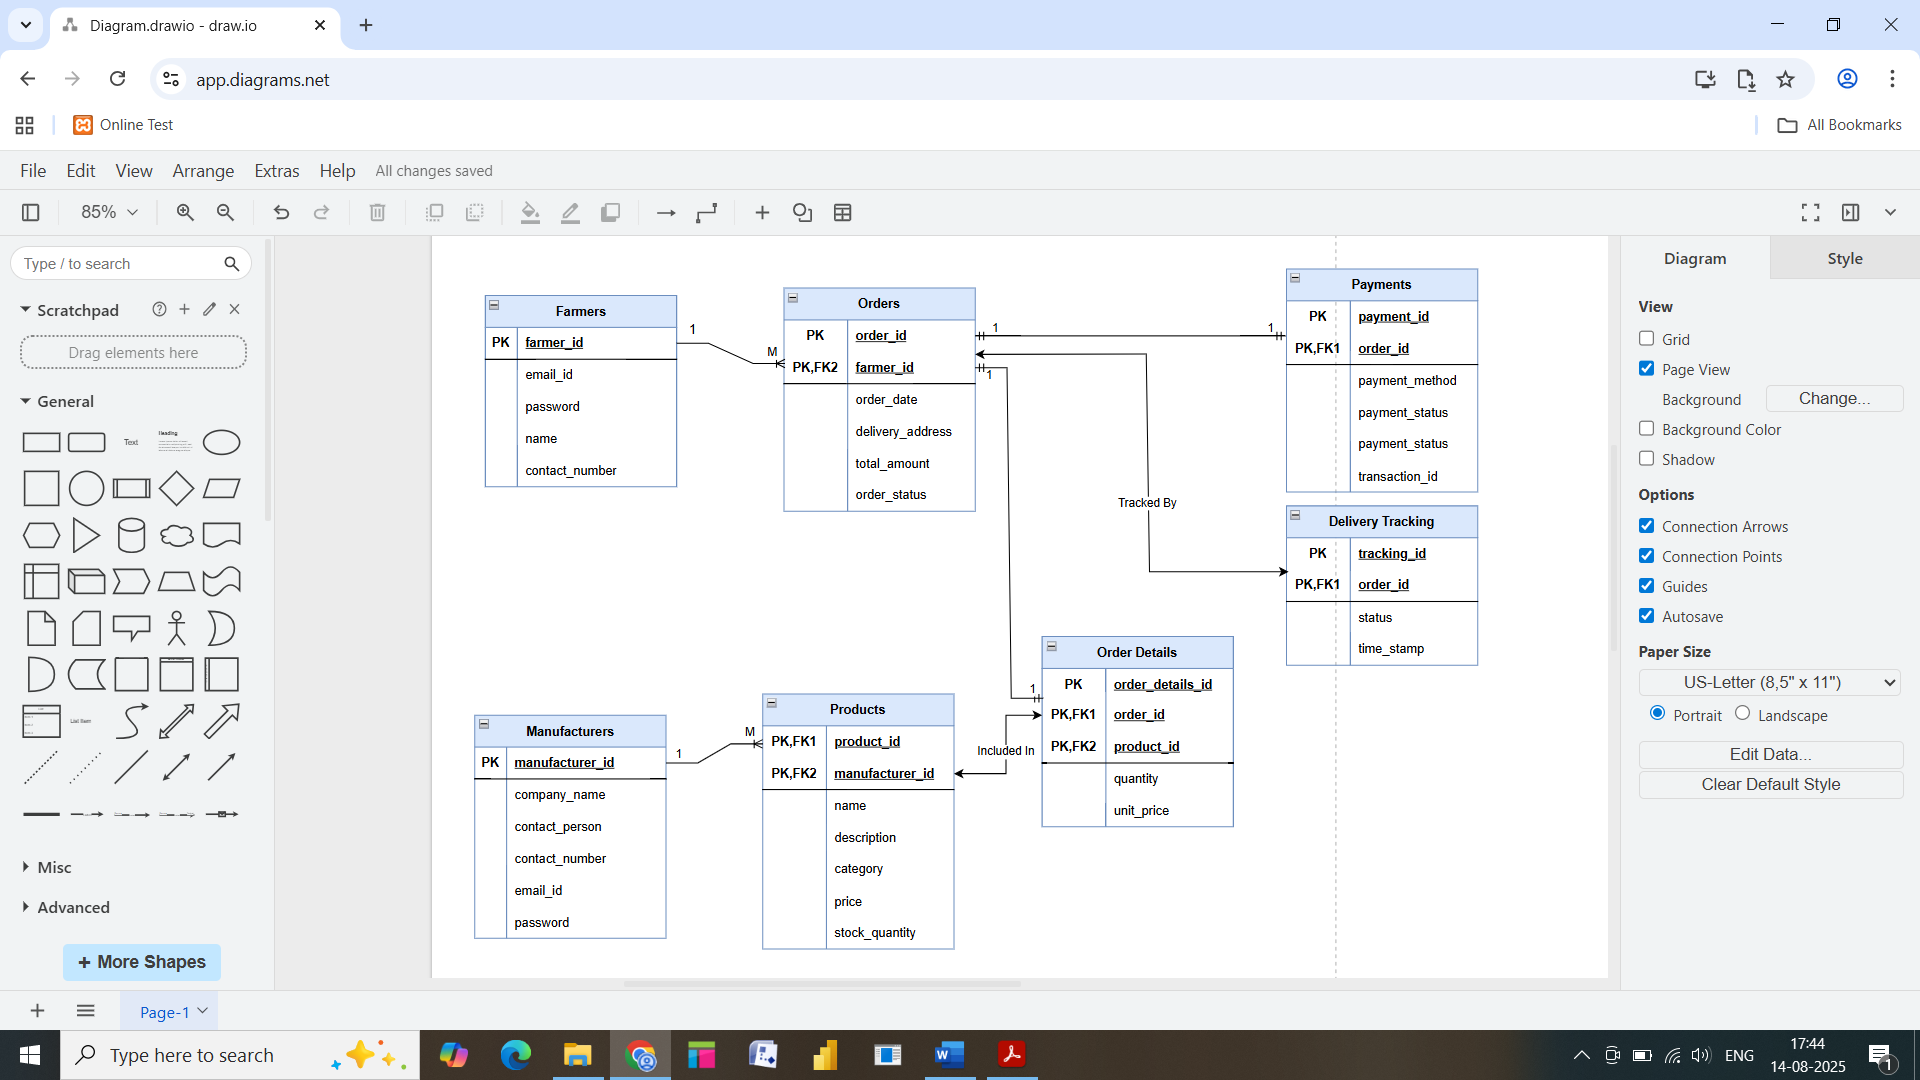 Diagram.drawio - draw.io
app.diagrams.net
Online Test
All Bookmarks
File Edit View Arrange Extras Help All changes saved
85%
Type / to search
Scratchpad
Drag elements here
General
Text
Heading
List Item
Misc
Advanced
+ More Shapes
Farmers
PK farmer_id
email_id
password
name
contact_number
1
M
Orders
PK order_id
PK,FK2 farmer_id
order_date
delivery_address
total_amount
order_status
1
1
1
Payments
PK payment_id
PK,FK1 order_id
payment_method
payment_status
payment_status
transaction_id
Tracked By
Delivery Tracking
PK tracking_id
PK,FK1 order_id
status
time_stamp
Manufacturers
PK manufacturer_id
company_name
contact_person
contact_number
email_id
password
1
M
Products
PK,FK1 product_id
PK,FK2 manufacturer_id
name
description
category
price
stock_quantity
Included In
1
Order Details
PK order_details_id
PK,FK1 order_id
PK,FK2 product_id
quantity
unit_price
Diagram Style
View
Grid
Page View
Background Change...
Background Color
Shadow
Options
Connection Arrows
Connection Points
Guides
Autosave
Paper Size
US-Letter (8,5" x 11")
Portrait Landscape
Edit Data...
Clear Default Style
Page-1
Type here to search
ENG
17:44
14-08-2025
1